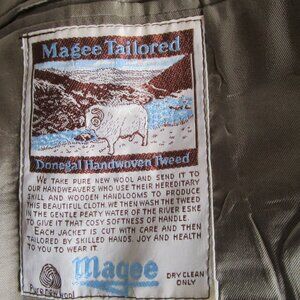 Magee Tailored
Donegal Handwoven Tweed
WE TAKE PURE NEW WOOL AND SEND IT TO
OUR HANDWEAVERS WHO USE THEIR HEREDITARY
SKILL AND WOODEN HANDLOOMS TO PRODUCE
THIS BEAUTIFUL CLOTH. WE THEN WASH THE TWEED
IN THE GENTLE PEATY WATER OF THE RIVER ESKE
TO GIVE IT THAT COSY SOFTNESS OF HANDLE.
EACH JACKET IS CUT WITH CARE AND THEN
TAILORED BY SKILLED HANDS. JOY AND HEALTH
TO YOU TO WEAR IT.
Magee
DRY CLEAN
ONLY
Pure New Wool